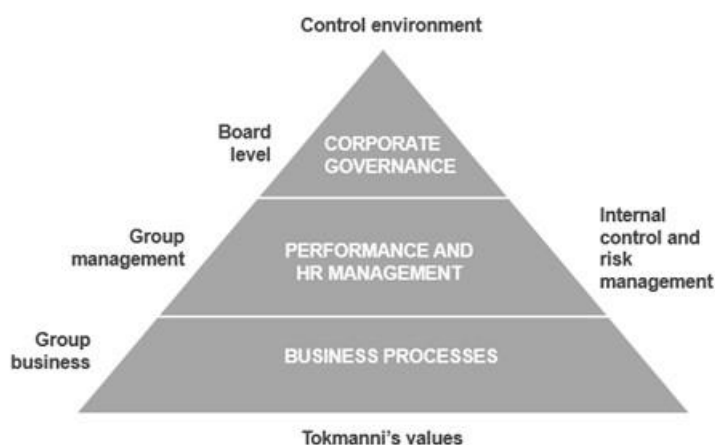 Control environment
Board
level
CORPORATE
GOVERNANCE
Group
management
PERFORMANCE AND
HR MANAGEMENT
Internal
control and
risk
management
Group
business
BUSINESS PROCESSES
Tokmanni's values